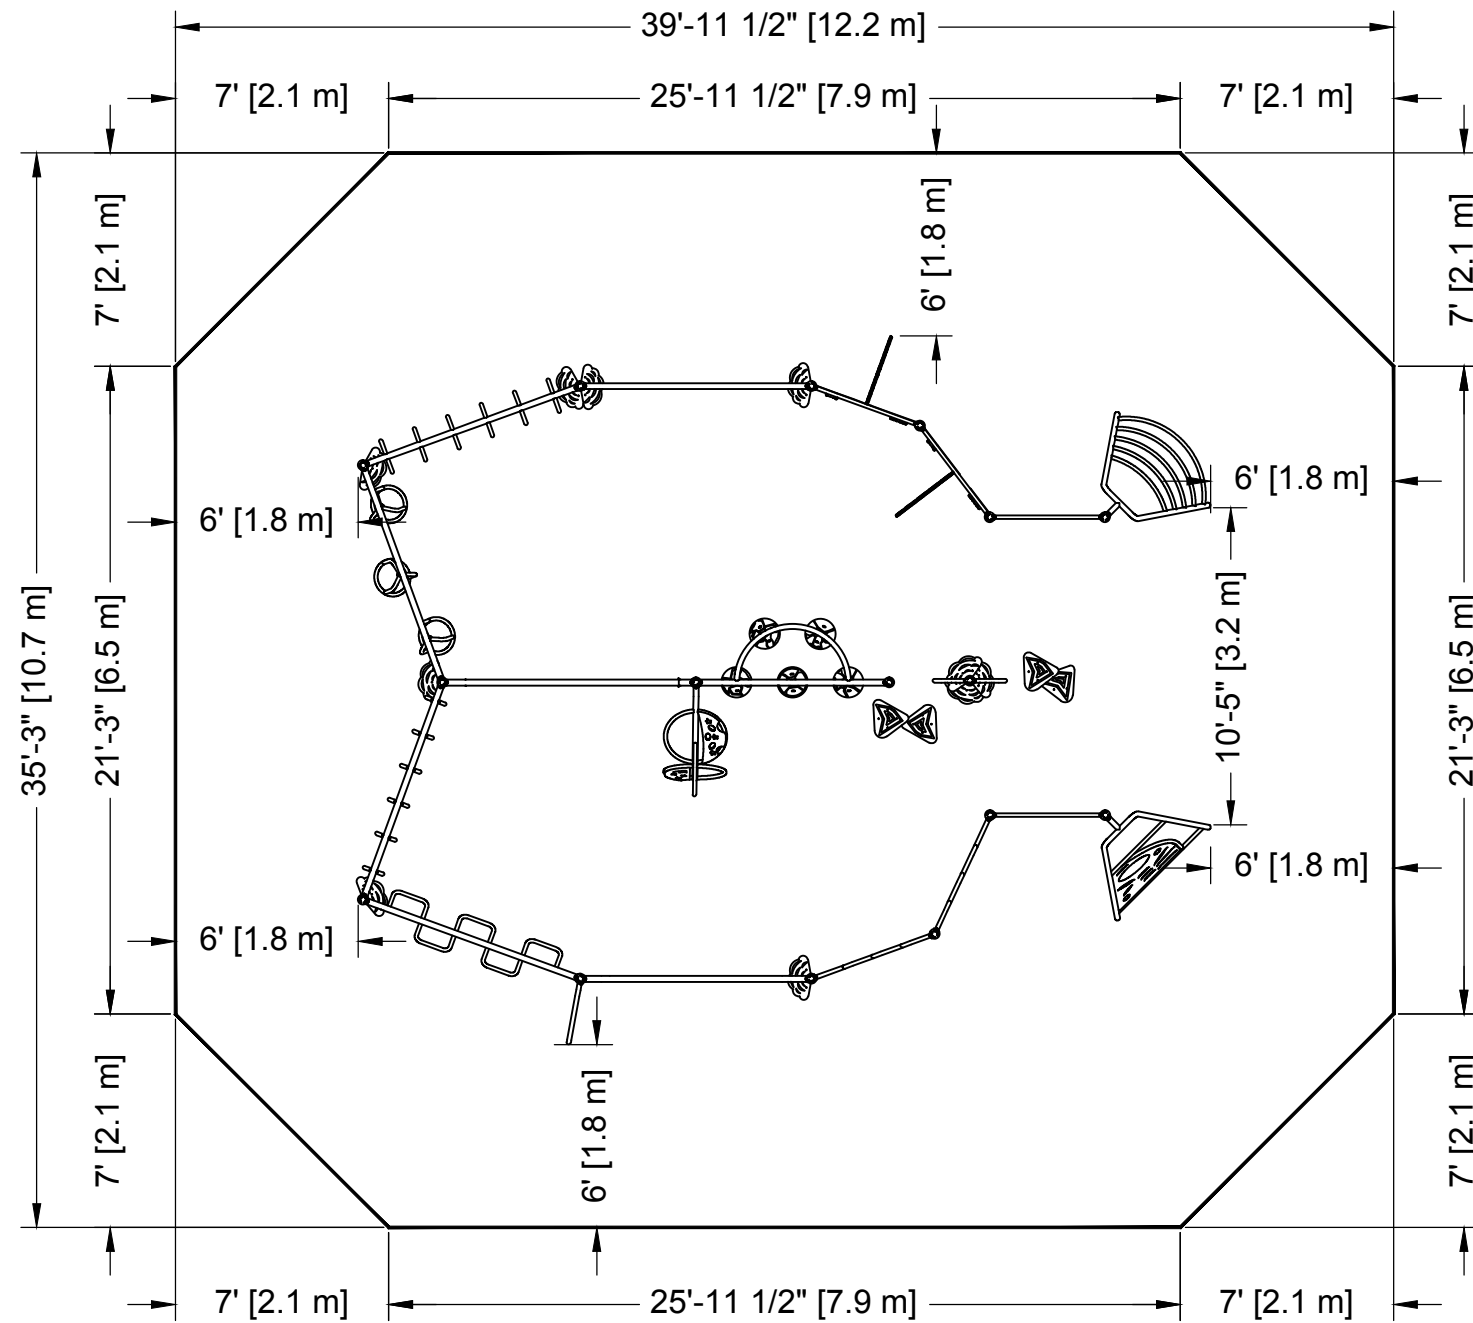 39'-11 1/2" [12.2 m]
7' [2.1 m]
25'-11 1/2" [7.9 m]
7' [2.1 m]
7' [2.1 m]
6' [1.8 m]
7' [2.1 m]
6' [1.8 m]
6' [1.8 m]
35'-3" [10.7 m]
21'-3" [6.5 m]
10'-5" [3.2 m]
21'-3" [6.5 m]
6' [1.8 m]
6' [1.8 m]
7' [2.1 m]
6' [1.8 m]
7' [2.1 m]
7' [2.1 m]
25'-11 1/2" [7.9 m]
7' [2.1 m]